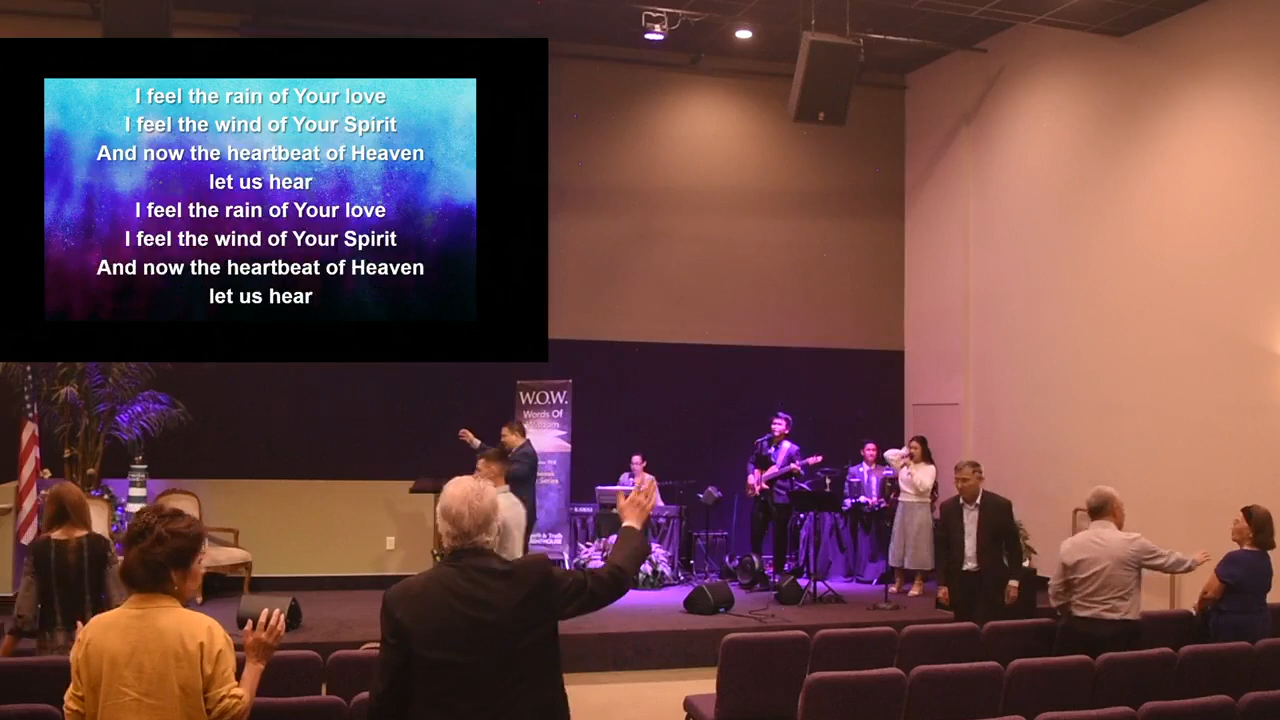 I feel the rain of Your love
I feel the wind of Your Spirit
And now the heartbeat of Heaven
let us hear
I feel the rain of Your love
I feel the wind of Your Spirit
And now the heartbeat of Heaven
let us hear
W.O.W.
Words Of